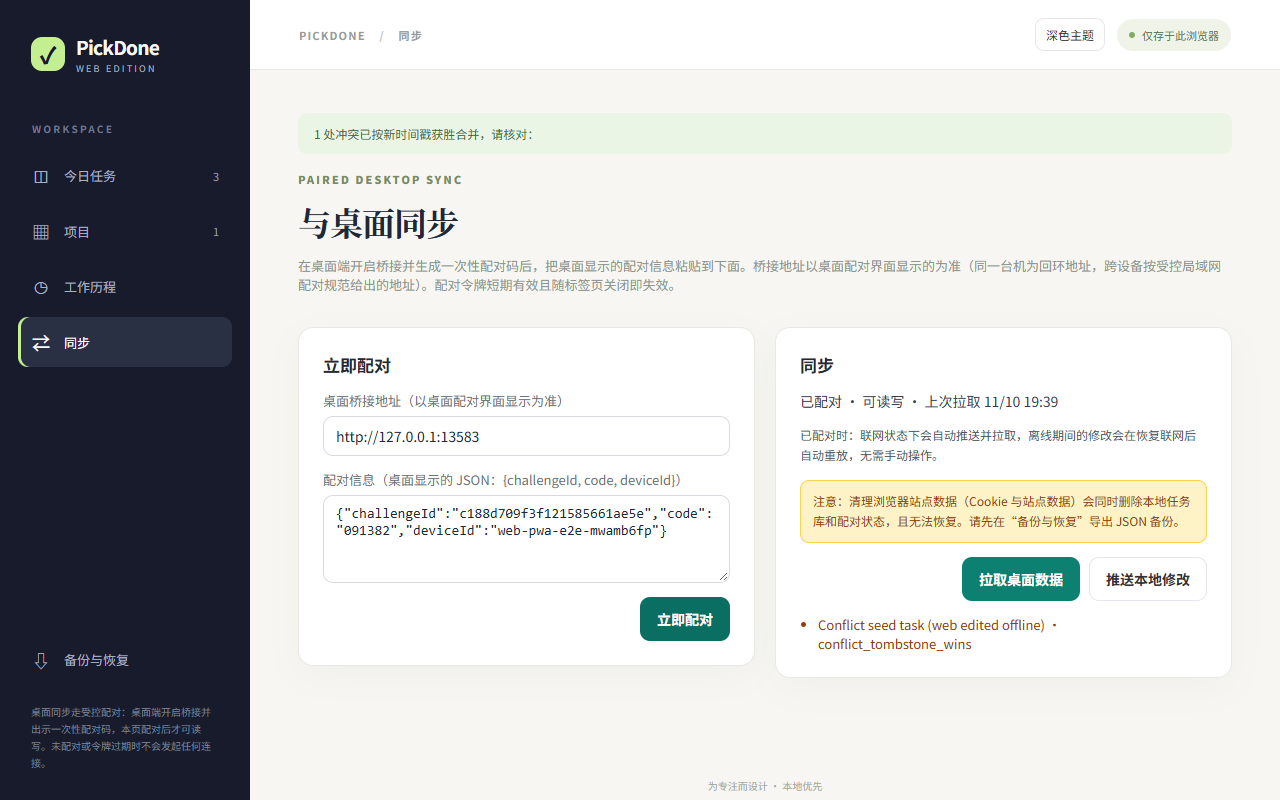 PickDone
WEB EDITION
WORKSPACE
今日任务 3
项目 1
工作历程
同步
备份与恢复
桌面同步走受控配对：桌面端开启桥接并
出示一次性配对码，本页配对后才可读
写。未配对或令牌过期时不会发起任何连
接。
PICKDONE / 同步
深色主题
仅存于此浏览器
1 处冲突已按新时间戳获胜合并，请核对：
PAIRED DESKTOP SYNC
与桌面同步
在桌面端开启桥接并生成一次性配对码后，把桌面显示的配对信息粘贴到下面。桥接地址以桌面配对界面显示的为准（同一台机为回环地址，跨设备按受控局域网
配对规范给出的地址）。配对令牌短期有效且随标签页关闭即失效。
立即配对
桌面桥接地址（以桌面配对界面显示为准）
http://127.0.0.1:13583
配对信息（桌面显示的 JSON：{challengeId, code, deviceId}）
{"challengeId":"c188d709f3f121585661ae5e","code":
"091382","deviceId":"web-pwa-e2e-mwamb6fp"}
立即配对
同步
已配对 · 可读写 · 上次拉取 11/10 19:39
已配对时：联网状态下会自动推送并拉取，离线期间的修改会在恢复联网后
自动重放，无需手动操作。
注意：清理浏览器站点数据（Cookie 与站点数据）会同时删除本地任务
库和配对状态，且无法恢复。请先在“备份与恢复”导出 JSON 备份。
拉取桌面数据
推送本地修改
Conflict seed task (web edited offline) ·
conflict_tombstone_wins
为专注而设计 · 本地优先